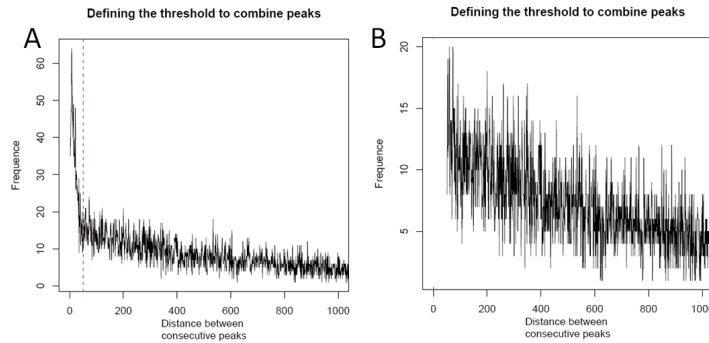 Defining the threshold to combine peaks
A
Frequence
60
50
40
30
20
10
0
0 200 400 600 800 1000
Distance between
consecutive peaks
Defining the threshold to combine peaks
B
Frequence
20
15
10
5
0 200 400 600 800 1000
Distance between
consecutive peaks